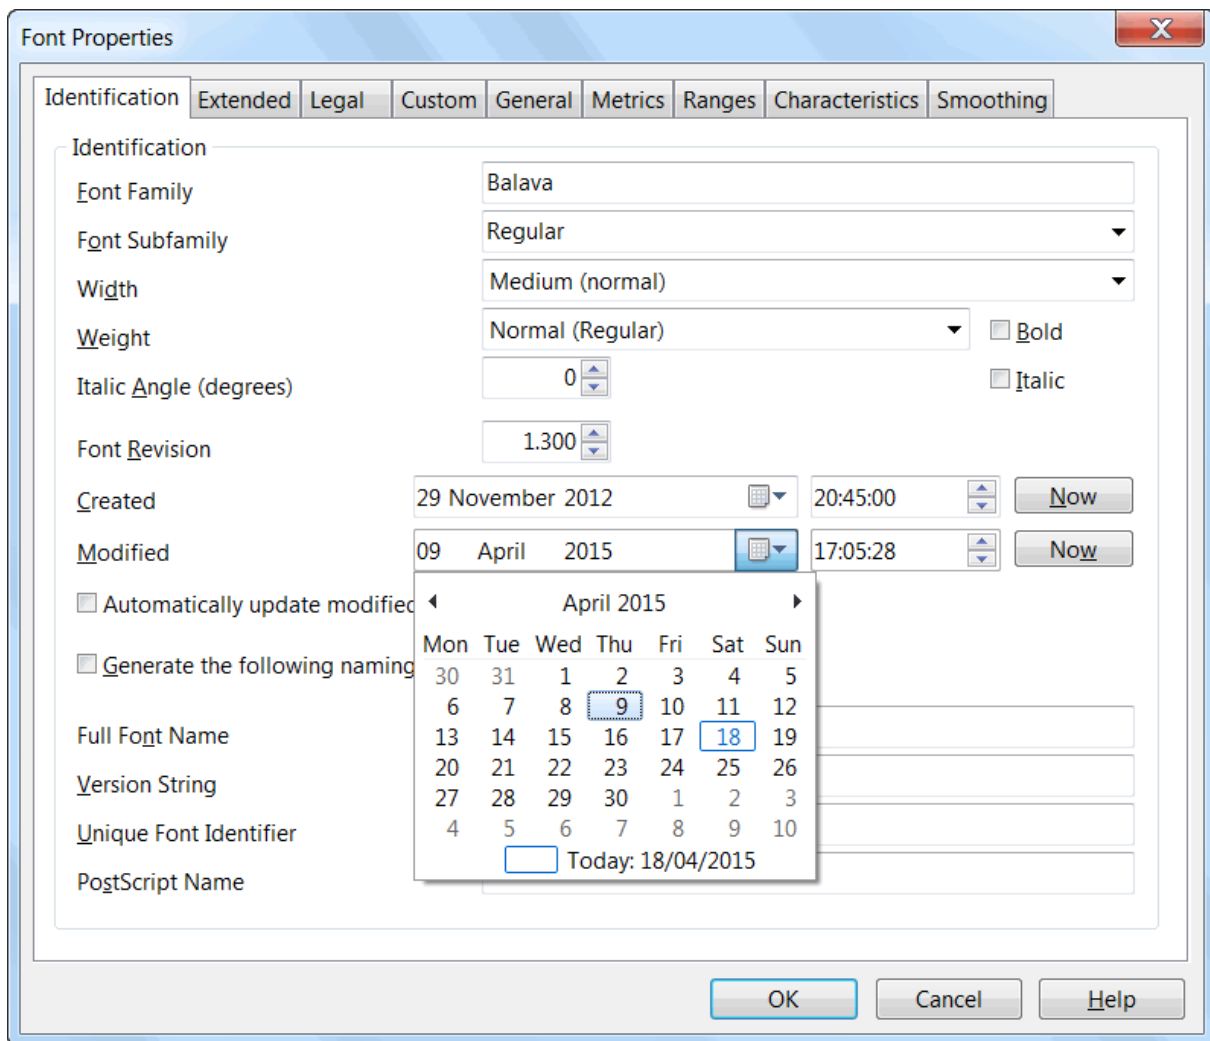 Font Properties
Identification Extended Legal Custom General Metrics Ranges Characteristics Smoothing
Identification
Font Family Balava
Font Subfamily Regular
Width Medium (normal)
Weight Normal (Regular) Bold
Italic Angle (degrees) 0 Italic
Font Revision 1.300
Created 29 November 2012 20:45:00 Now
Modified 09 April 2015 17:05:28 Now
Automatically update modified
April 2015
Mon Tue Wed Thu Fri Sat Sun
Generate the following naming
30 31 1 2 3 4 5
6 7 8 9 10 11 12
13 14 15 16 17 18 19
20 21 22 23 24 25 26
27 28 29 30 1 2 3
4 5 6 7 8 9 10
Today: 18/04/2015
Full Font Name
Version String
Unique Font Identifier
PostScript Name
OK Cancel Help